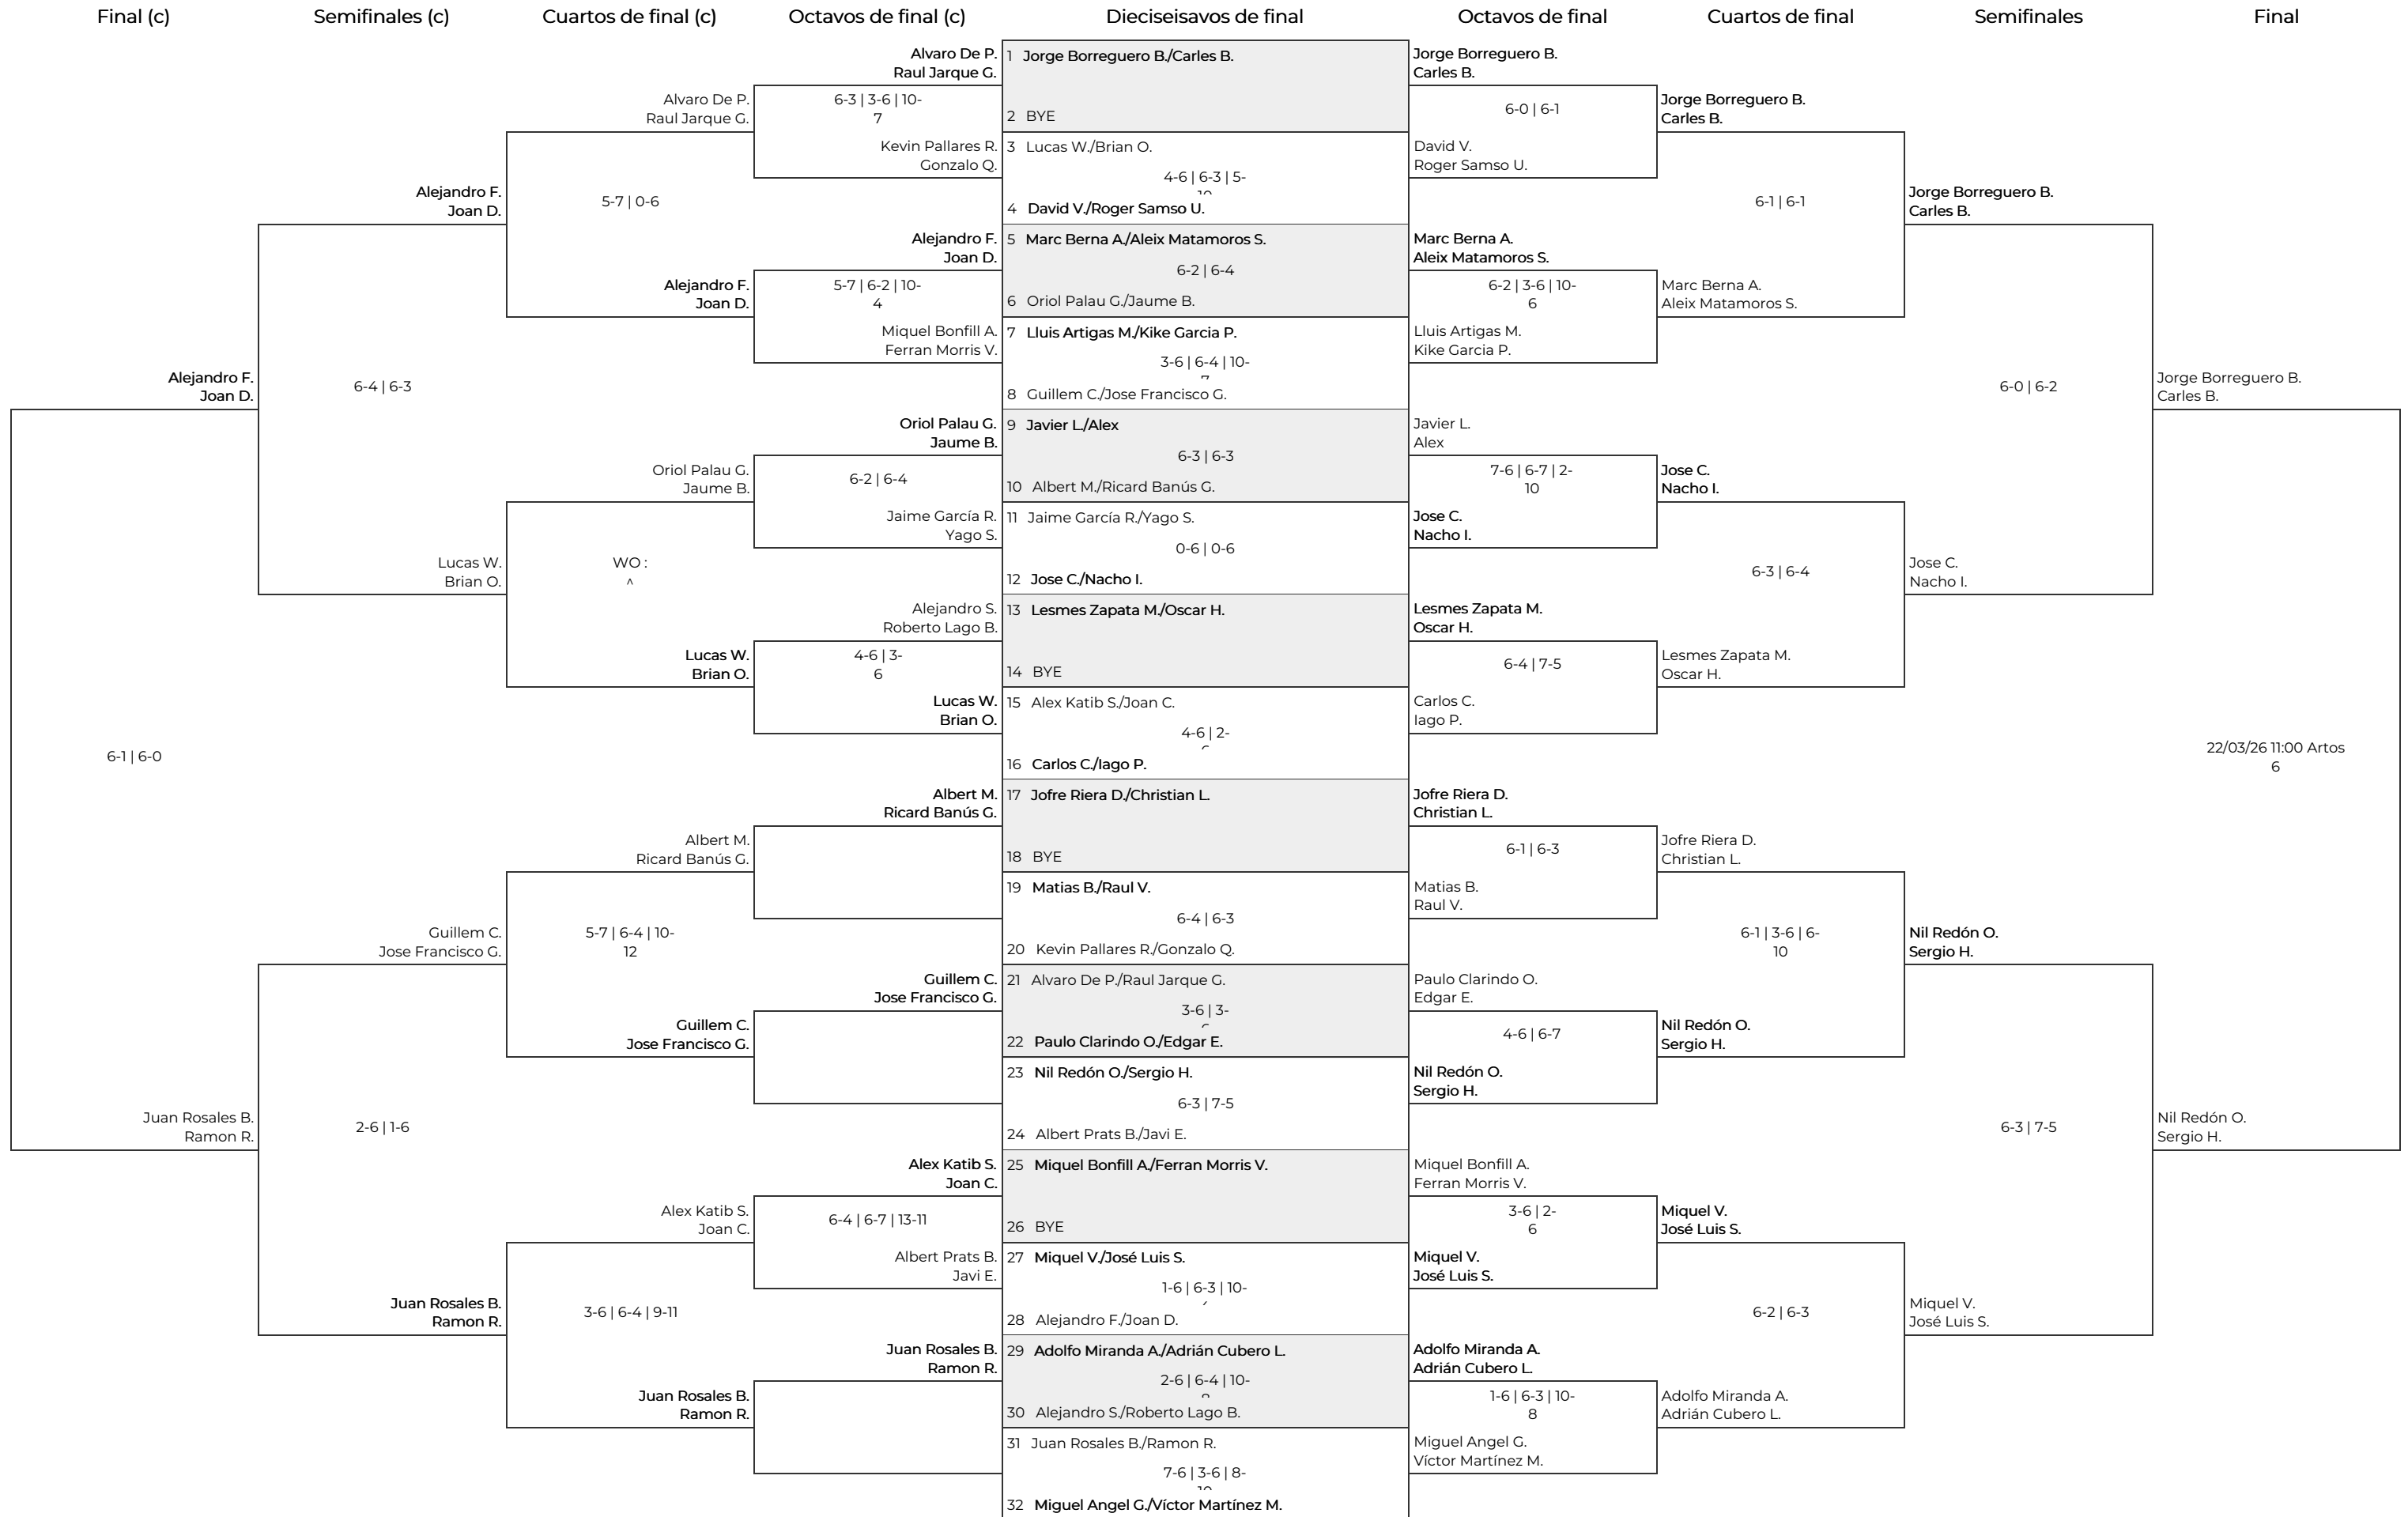 Final (c)
Semifinales (c)
Cuartos de final (c)
Octavos de final (c)
Dieciseisavos de final
Octavos de final
Cuartos de final
Semifinales
Final
Alejandro F.
Joan D.
6-1 | 6-0
Juan Rosales B.
Ramon R.
Alejandro F.
Joan D.
6-4 | 6-3
Lucas W.
Brian O.
Guillem C.
Jose Francisco G.
2-6 | 1-6
Juan Rosales B.
Ramon R.
Alvaro De P.
Raul Jarque G.
5-7 | 0-6
Alejandro F.
Joan D.
Oriol Palau G.
Jaume B.
WO :
^
Lucas W.
Brian O.
Albert M.
Ricard Banús G.
5-7 | 6-4 | 10-
12
Guillem C.
Jose Francisco G.
Alex Katib S.
Joan C.
3-6 | 6-4 | 9-11
Juan Rosales B.
Ramon R.
Alvaro De P.
Raul Jarque G.
6-3 | 3-6 | 10-
7
Kevin Pallares R.
Gonzalo Q.
Alejandro F.
Joan D.
5-7 | 6-2 | 10-
4
Miquel Bonfill A.
Ferran Morris V.
Oriol Palau G.
Jaume B.
6-2 | 6-4
Jaime García R.
Yago S.
Alejandro S.
Roberto Lago B.
4-6 | 3-
6
Lucas W.
Brian O.
Albert M.
Ricard Banús G.
Guillem C.
Jose Francisco G.
Alex Katib S.
Joan C.
6-4 | 6-7 | 13-11
Albert Prats B.
Javi E.
Juan Rosales B.
Ramon R.
1 Jorge Borreguero B./Carles B.
2 BYE
3 Lucas W./Brian O.
4-6 | 6-3 | 5-
4 David V./Roger Samso U.
5 Marc Berna A./Aleix Matamoros S.
6-2 | 6-4
6 Oriol Palau G./Jaume B.
7 Lluis Artigas M./Kike Garcia P.
3-6 | 6-4 | 10-
8 Guillem C./Jose Francisco G.
9 Javier L./Alex
6-3 | 6-3
10 Albert M./Ricard Banús G.
11 Jaime García R./Yago S.
0-6 | 0-6
12 Jose C./Nacho I.
13 Lesmes Zapata M./Oscar H.
14 BYE
15 Alex Katib S./Joan C.
4-6 | 2-
16 Carlos C./Iago P.
17 Jofre Riera D./Christian L.
18 BYE
19 Matias B./Raul V.
6-4 | 6-3
20 Kevin Pallares R./Gonzalo Q.
21 Alvaro De P./Raul Jarque G.
3-6 | 3-
22 Paulo Clarindo O./Edgar E.
23 Nil Redón O./Sergio H.
6-3 | 7-5
24 Albert Prats B./Javi E.
25 Miquel Bonfill A./Ferran Morris V.
26 BYE
27 Miquel V./José Luis S.
1-6 | 6-3 | 10-
28 Alejandro F./Joan D.
29 Adolfo Miranda A./Adrián Cubero L.
2-6 | 6-4 | 10-
30 Alejandro S./Roberto Lago B.
31 Juan Rosales B./Ramon R.
7-6 | 3-6 | 8-
32 Miguel Angel G./Víctor Martínez M.
Jorge Borreguero B.
Carles B.
6-0 | 6-1
David V.
Roger Samso U.
Marc Berna A.
Aleix Matamoros S.
6-2 | 3-6 | 10-
6
Lluis Artigas M.
Kike Garcia P.
Javier L.
Alex
7-6 | 6-7 | 2-
10
Jose C.
Nacho I.
Lesmes Zapata M.
Oscar H.
6-4 | 7-5
Carlos C.
Iago P.
Jofre Riera D.
Christian L.
6-1 | 6-3
Matias B.
Raul V.
Paulo Clarindo O.
Edgar E.
4-6 | 6-7
Nil Redón O.
Sergio H.
Miquel Bonfill A.
Ferran Morris V.
3-6 | 2-
6
Miquel V.
José Luis S.
Adolfo Miranda A.
Adrián Cubero L.
1-6 | 6-3 | 10-
8
Miguel Angel G.
Víctor Martínez M.
Jorge Borreguero B.
Carles B.
6-1 | 6-1
Marc Berna A.
Aleix Matamoros S.
Jose C.
Nacho I.
6-3 | 6-4
Lesmes Zapata M.
Oscar H.
Jofre Riera D.
Christian L.
6-1 | 3-6 | 6-
10
Nil Redón O.
Sergio H.
Miquel V.
José Luis S.
6-2 | 6-3
Adolfo Miranda A.
Adrián Cubero L.
Jorge Borreguero B.
Carles B.
6-0 | 6-2
Jose C.
Nacho I.
Nil Redón O.
Sergio H.
6-3 | 7-5
Miquel V.
José Luis S.
Jorge Borreguero B.
Carles B.
22/03/26 11:00 Artos
6
Nil Redón O.
Sergio H.